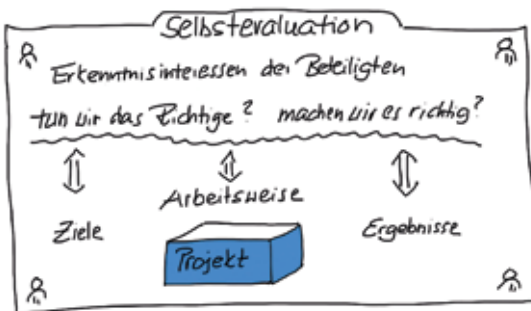 Selbstevaluation
Erkenntnisinteressen der Beteiligten
tun wir das Richtige? machen wir es richtig?
Arbeitsweise
Ziele
Ergebnisse
Projekt